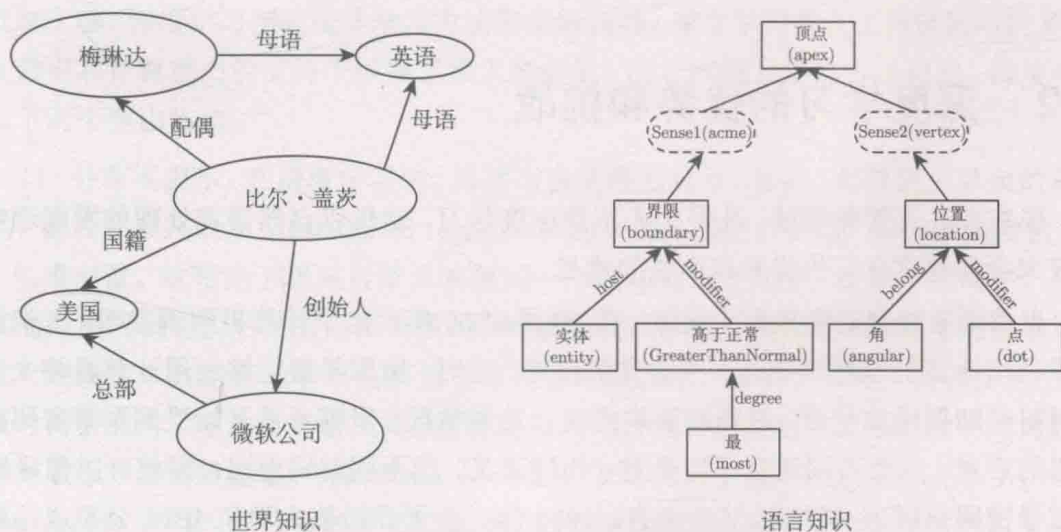 梅琳达
母语
英语
配偶
母语
比尔·盖茨
国籍
美国
创始人
总部
微软公司
世界知识
顶点
(apex)
Sense1(acme)
Sense2(vertex)
界限
(boundary)
位置
(location)
host
modifier
belong
modifier
实体
(entity)
高于正常
(GreaterThanNormal)
角
(angular)
点
(dot)
degree
最
(most)
语言知识